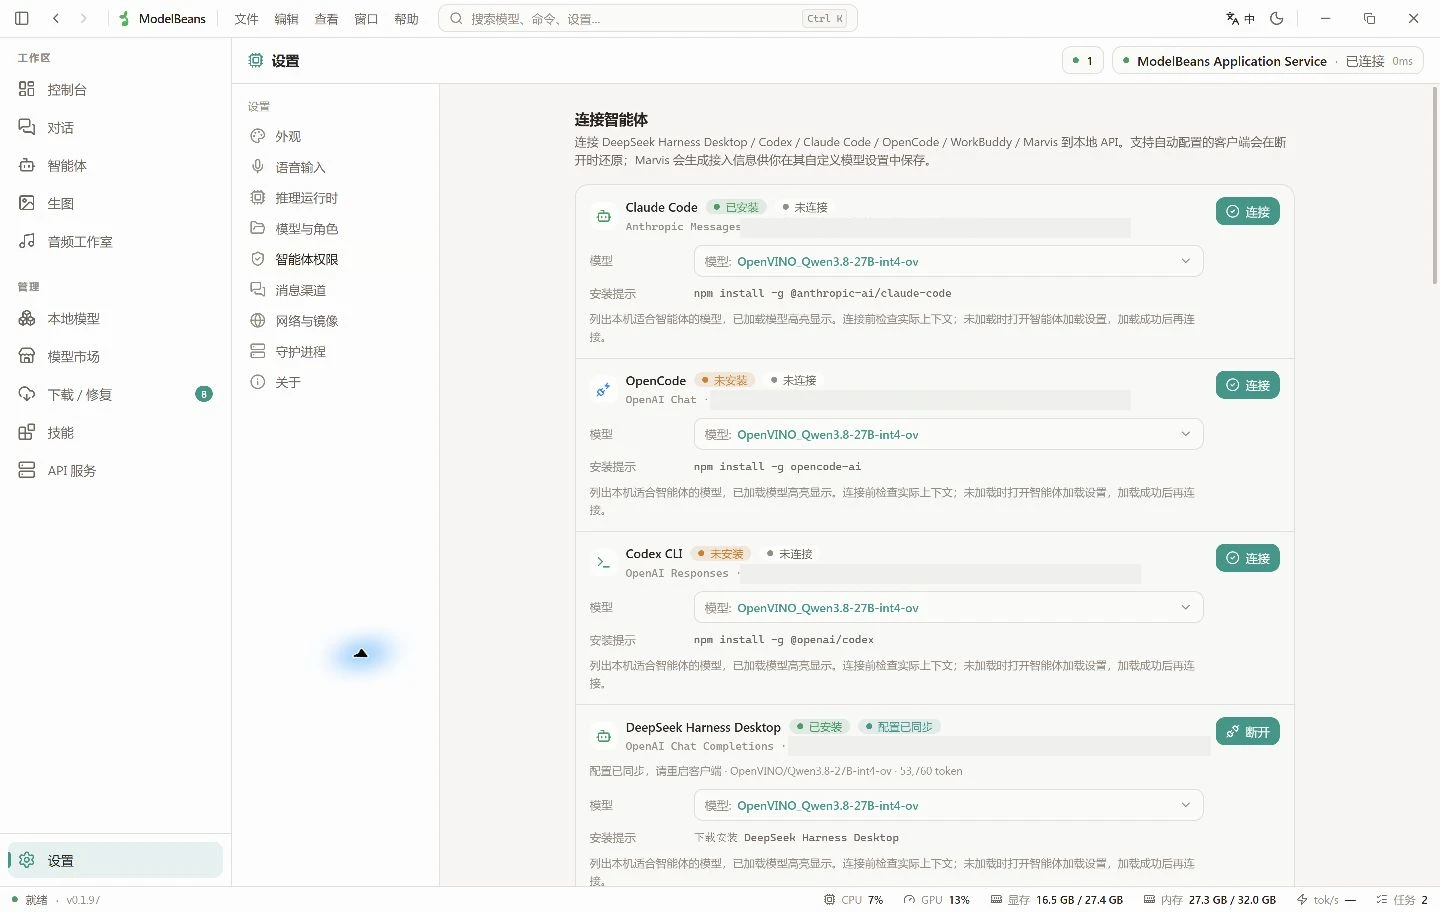 ModelBeans 文件 编辑 查看 窗口 帮助 搜索模型、命令、设置... Ctrl K 中
工作区
控制台
对话
智能体
生图
音频工作室
管理
本地模型
模型市场
下载 / 修复 8
技能
API 服务
设置
设置
1
ModelBeans Application Service · 已连接 0ms
设置
外观
语音输入
推理运行时
模型与角色
智能体权限
消息渠道
网络与镜像
守护进程
关于
连接智能体
连接 DeepSeek Harness Desktop / Codex / Claude Code / OpenCode / WorkBuddy / Marvis 到本地 API。支持自动配置的客户端会在断
开时还原；Marvis 会生成接入信息供你在其自定义模型设置中保存。
Claude Code 已安装 未连接 连接
Anthropic Messages
模型 模型: OpenVINO_Qwen3.8-27B-int4-ov
安装提示 npm install -g @anthropic-ai/claude-code
列出本机适合智能体的模型，已加载模型高亮显示。连接前检查实际上下文；未加载时打开智能体加载设置，加载成功后再连
接。
OpenCode 未安装 未连接 连接
OpenAI Chat ·
模型 模型: OpenVINO_Qwen3.8-27B-int4-ov
安装提示 npm install -g opencode-ai
列出本机适合智能体的模型，已加载模型高亮显示。连接前检查实际上下文；未加载时打开智能体加载设置，加载成功后再连
接。
Codex CLI 未安装 未连接 连接
OpenAI Responses ·
模型 模型: OpenVINO_Qwen3.8-27B-int4-ov
安装提示 npm install -g @openai/codex
列出本机适合智能体的模型，已加载模型高亮显示。连接前检查实际上下文；未加载时打开智能体加载设置，加载成功后再连
接。
DeepSeek Harness Desktop 已安装 配置已同步 断开
OpenAI Chat Completions ·
配置已同步，请重启客户端 · OpenVINO/Qwen3.8-27B-int4-ov · 53,760 token
模型 模型: OpenVINO_Qwen3.8-27B-int4-ov
安装提示 下载安装 DeepSeek Harness Desktop
列出本机适合智能体的模型，已加载模型高亮显示。连接前检查实际上下文；未加载时打开智能体加载设置，加载成功后再连
接。
就绪 · v0.1.97 CPU 7% GPU 13% 显存 16.5 GB / 27.4 GB 内存 27.3 GB / 32.0 GB tok/s — 任务 2